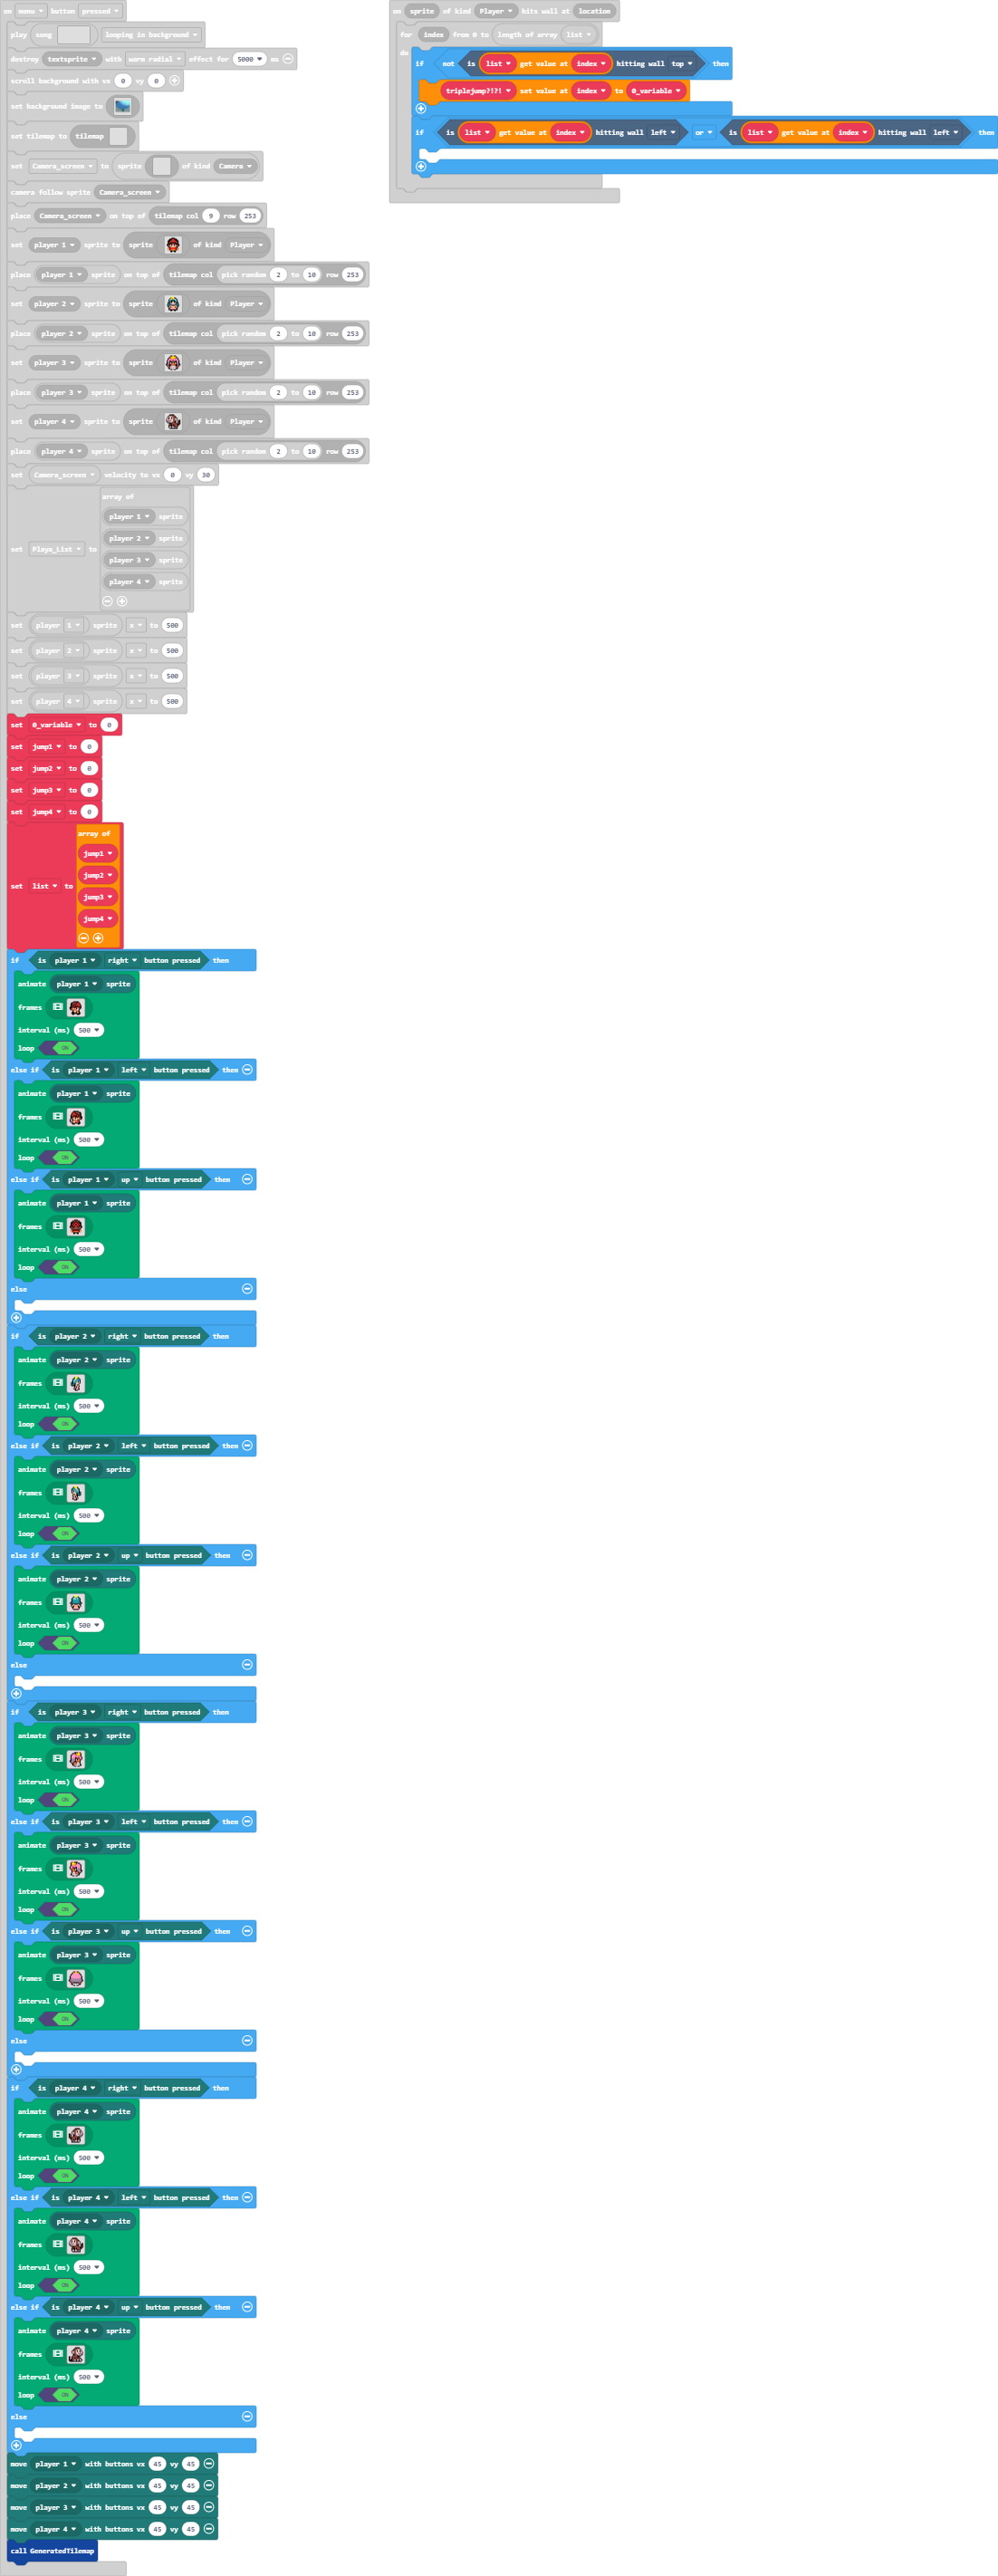 on menu button pressed
play song looping in background
destroy textsprite with warm radial effect for 5000 ms
scroll background with vx 0 vy 0
set background image to
set tilemap to tilemap
set Camera_screen to sprite of kind Camera
camera follow sprite Camera_screen
place Camera_screen on top of tilemap col 9 row 253
set player 1 sprite to sprite of kind Player
place player 1 sprite on top of tilemap col pick random 2 to 10 row 253
set player 2 sprite to sprite of kind Player
place player 2 sprite on top of tilemap col pick random 2 to 10 row 253
set player 3 sprite to sprite of kind Player
place player 3 sprite on top of tilemap col pick random 2 to 10 row 253
set player 4 sprite to sprite of kind Player
place player 4 sprite on top of tilemap col pick random 2 to 10 row 253
set Camera_screen velocity to vx 0 vy 30
array of
player 1 sprite
player 2 sprite
set Playe_List to
player 3 sprite
player 4 sprite
set player 1 sprite x to 500
set player 2 sprite x to 500
set player 3 sprite x to 500
set player 4 sprite x to 500
set 0_variable to 0
set jump1 to 0
set jump2 to 0
set jump3 to 0
set jump4 to 0
array of
jump1
jump2
set list to
jump3
jump4
if is player 1 right button pressed then
animate player 1 sprite
frames
interval (ms) 500
loop ON
else if is player 1 left button pressed then
animate player 1 sprite
frames
interval (ms) 500
loop ON
else if is player 1 up button pressed then
animate player 1 sprite
frames
interval (ms) 500
loop ON
else
if is player 2 right button pressed then
animate player 2 sprite
frames
interval (ms) 500
loop ON
else if is player 2 left button pressed then
animate player 2 sprite
frames
interval (ms) 500
loop ON
else if is player 2 up button pressed then
animate player 2 sprite
frames
interval (ms) 500
loop ON
else
if is player 3 right button pressed then
animate player 3 sprite
frames
interval (ms) 500
loop ON
else if is player 3 left button pressed then
animate player 3 sprite
frames
interval (ms) 500
loop ON
else if is player 3 up button pressed then
animate player 3 sprite
frames
interval (ms) 500
loop ON
else
if is player 4 right button pressed then
animate player 4 sprite
frames
interval (ms) 500
loop ON
else if is player 4 left button pressed then
animate player 4 sprite
frames
interval (ms) 500
loop ON
else if is player 4 up button pressed then
animate player 4 sprite
frames
interval (ms) 500
loop ON
else
move player 1 with buttons vx 45 vy 45
move player 2 with buttons vx 45 vy 45
move player 3 with buttons vx 45 vy 45
move player 4 with buttons vx 45 vy 45
call GeneratedTilemap
on sprite of kind Player hits wall at location
for index from 0 to length of array list
do
if not is list get value at index hitting wall top then
triplejump?!?! set value at index to 0_variable
if is list get value at index hitting wall left or is list get value at index hitting wall left then